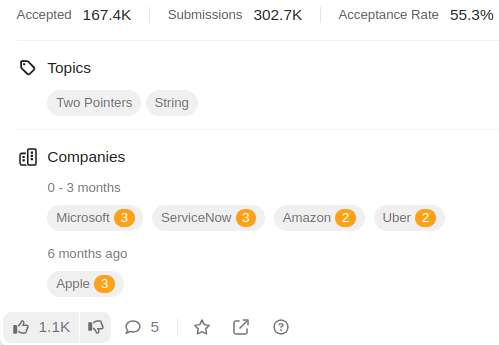 Accepted 167.4K Submissions 302.7K Acceptance Rate 55.3%
Topics
Two Pointers String
Companies
0 - 3 months
Microsoft 3 ServiceNow 3 Amazon 2 Uber 2
6 months ago
Apple 3
1.1K 5